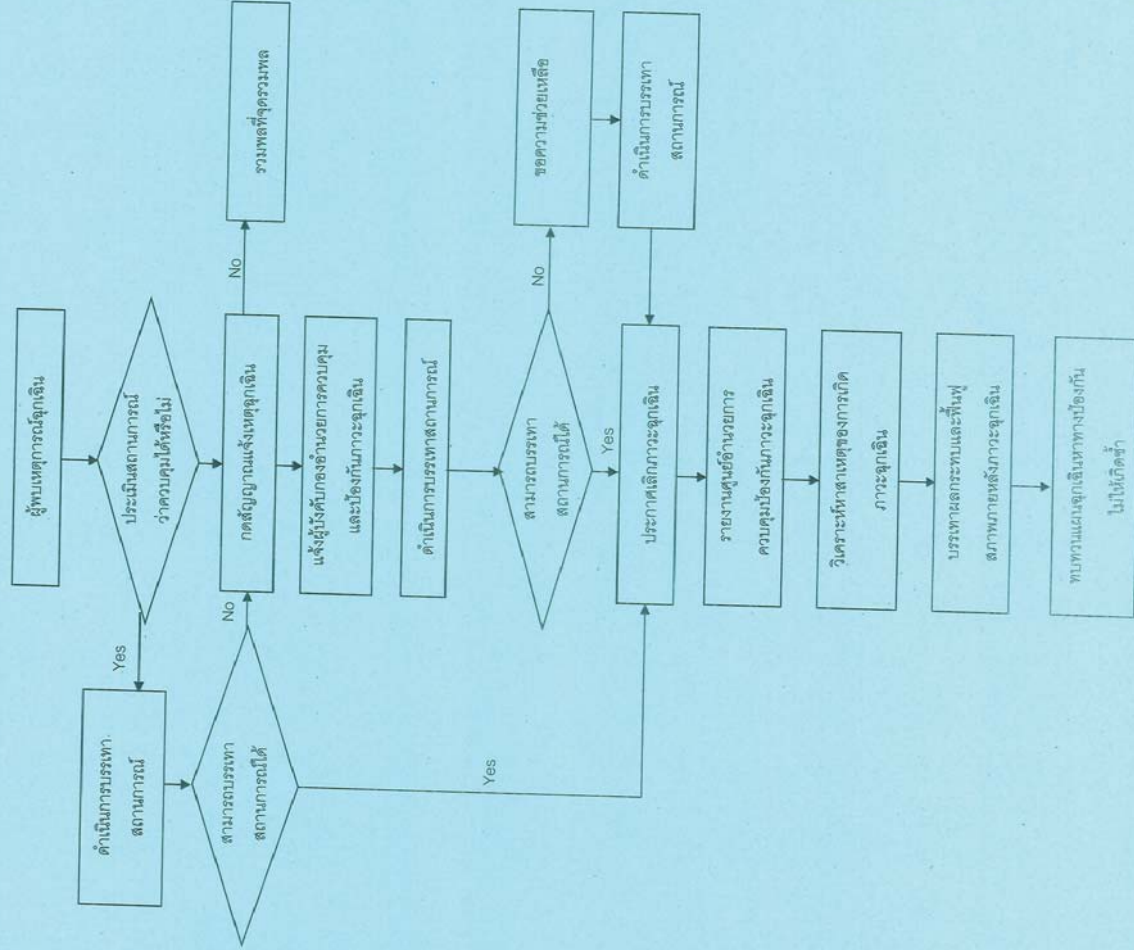 ผู้พบเหตุการณ์ฉุกเฉิน
ประเมินสถานการณ์
ว่าควบคุมได้หรือไม่
Yes
ดำเนินการบรรเทา
สถานการณ์
สามารถบรรเทา
สถานการณ์ได้
No
Yes
กดสัญญาณแจ้งเหตุฉุกเฉิน
No
รวมพลที่จุดรวมพล
แจ้งผู้บังคับกองอำนวยการควบคุม
และป้องกันภาวะฉุกเฉิน
ดำเนินการบรรเทาสถานการณ์
สามารถบรรเทา
สถานการณ์ได้
No
ขอความช่วยเหลือ
ดำเนินการบรรเทา
สถานการณ์
Yes
ประกาศเลิกภาวะฉุกเฉิน
รายงานศูนย์อำนวยการ
ควบคุมป้องกันภาวะฉุกเฉิน
วิเคราะห์หาสาเหตุของการเกิด
ภาวะฉุกเฉิน
บรรเทาผลกระทบและฟื้นฟู
สภาพภายหลังภาวะฉุกเฉิน
ทบทวนแผนฉุกเฉินหาทางป้องกัน
ไม่ให้เกิดซ้ำ